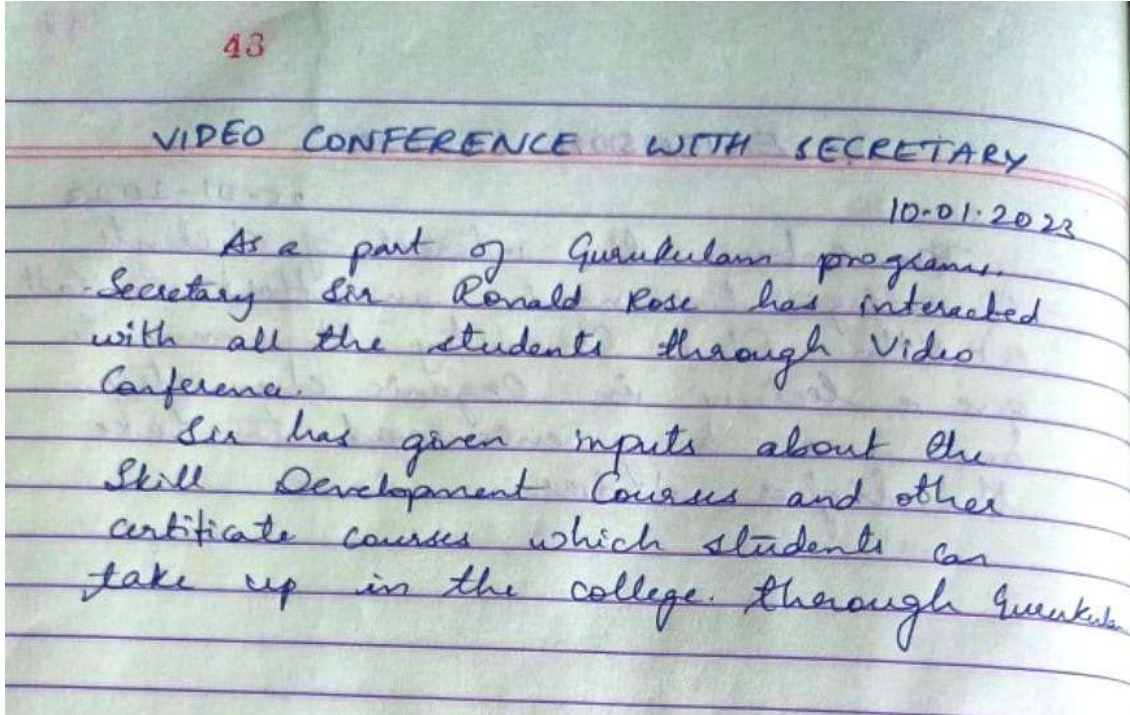 43
VIDEO CONFERENCE WITH SECRETARY
10-01-2023
As a part of Gurukulam program.
Secretary Sir Ronald Rose has interacted
with all the students through Video
Conference.
Sir has given inputs about the
Skill Development Courses and other
certificate courses which students can
take up in the college. thorough Gurukulam